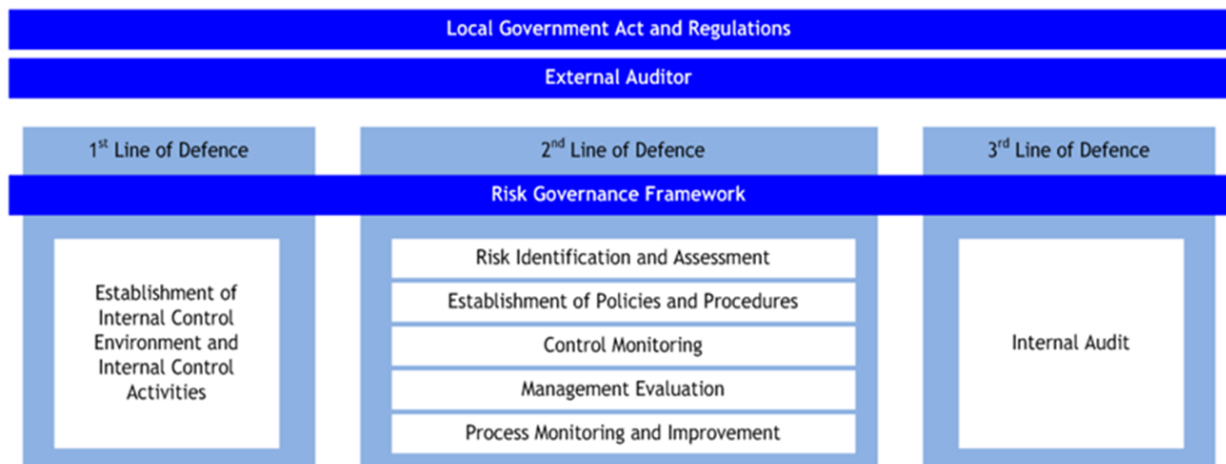 Local Government Act and Regulations
External Auditor
1st Line of Defence
2nd Line of Defence
3rd Line of Defence
Risk Governance Framework
Establishment of
Internal Control
Environment and
Internal Control
Activities
Risk Identification and Assessment
Establishment of Policies and Procedures
Control Monitoring
Management Evaluation
Process Monitoring and Improvement
Internal Audit